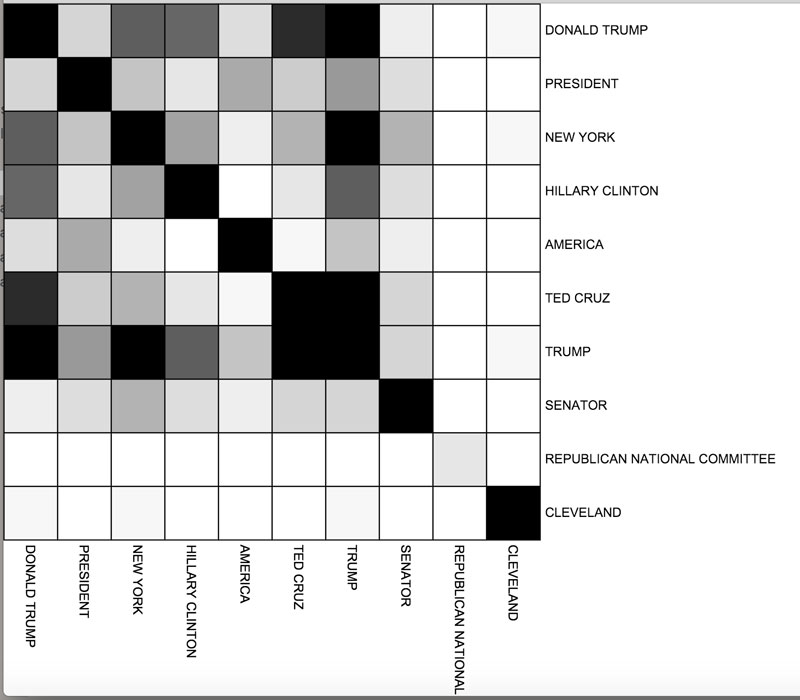 DONALD TRUMP
PRESIDENT
NEW YORK
HILLARY CLINTON
AMERICA
TED CRUZ
TRUMP
SENATOR
REPUBLICAN NATIONAL COMMITTEE
CLEVELAND
DONALD TRUMP
PRESIDENT
NEW YORK
HILLARY CLINTON
AMERICA
TED CRUZ
TRUMP
SENATOR
REPUBLICAN NATIONAL
CLEVELAND